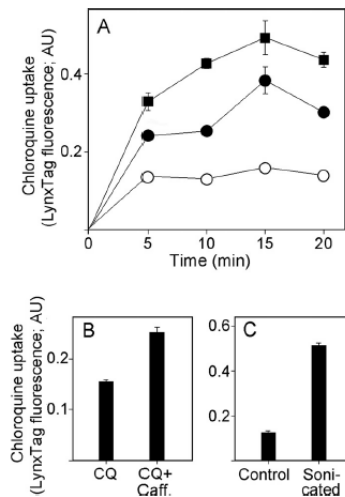 A
Chloroquine uptake
(LynxTag fluorescence; AU)
0.4
0.2
0
5
10
15
20
Time (min)
Chloroquine uptake
(LynxTag fluorescence; AU)
B
0.2
0.1
CQ
CQ+
Caff.
C
0.6
0.4
0.2
Control
Soni-
cated